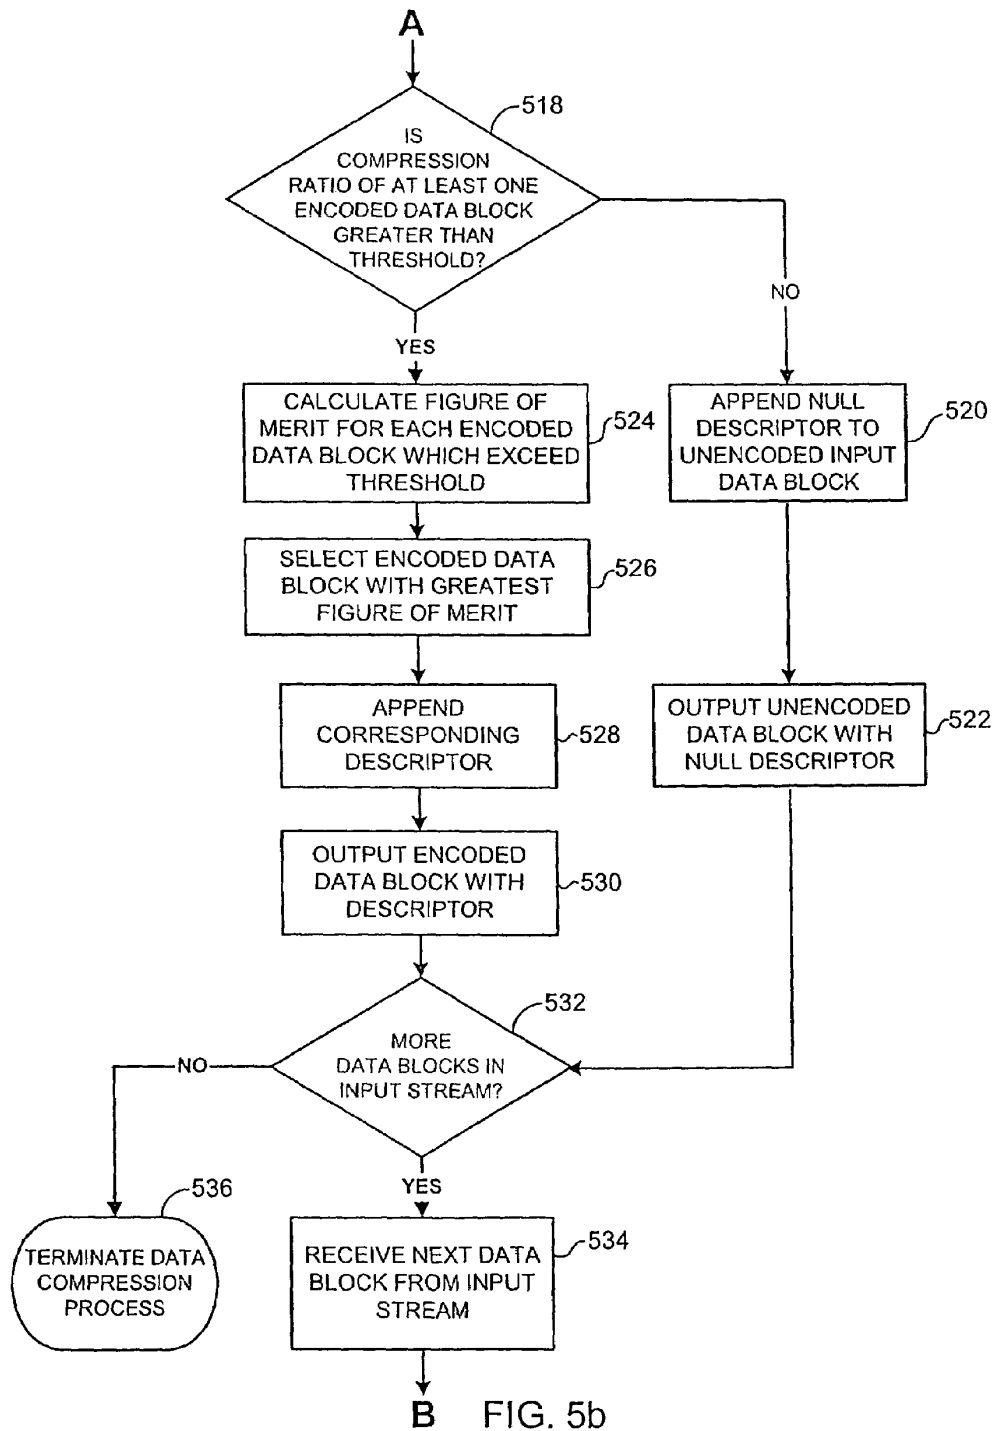 A
518
IS
COMPRESSION
RATIO OF AT LEAST ONE
ENCODED DATA BLOCK
GREATER THAN
THRESHOLD?
NO
YES
CALCULATE FIGURE OF
MERIT FOR EACH ENCODED
DATA BLOCK WHICH EXCEED
THRESHOLD
524
APPEND NULL
DESCRIPTOR TO
UNENCODED INPUT
DATA BLOCK
520
SELECT ENCODED DATA
BLOCK WITH GREATEST
FIGURE OF MERIT
526
APPEND
CORRESPONDING
DESCRIPTOR
528
OUTPUT UNENCODED
DATA BLOCK WITH
NULL DESCRIPTOR
522
OUTPUT ENCODED
DATA BLOCK WITH
DESCRIPTOR
530
532
MORE
DATA BLOCKS IN
INPUT STREAM?
NO
YES
536
TERMINATE DATA
COMPRESSION
PROCESS
RECEIVE NEXT DATA
BLOCK FROM INPUT
STREAM
534
B
FIG. 5b